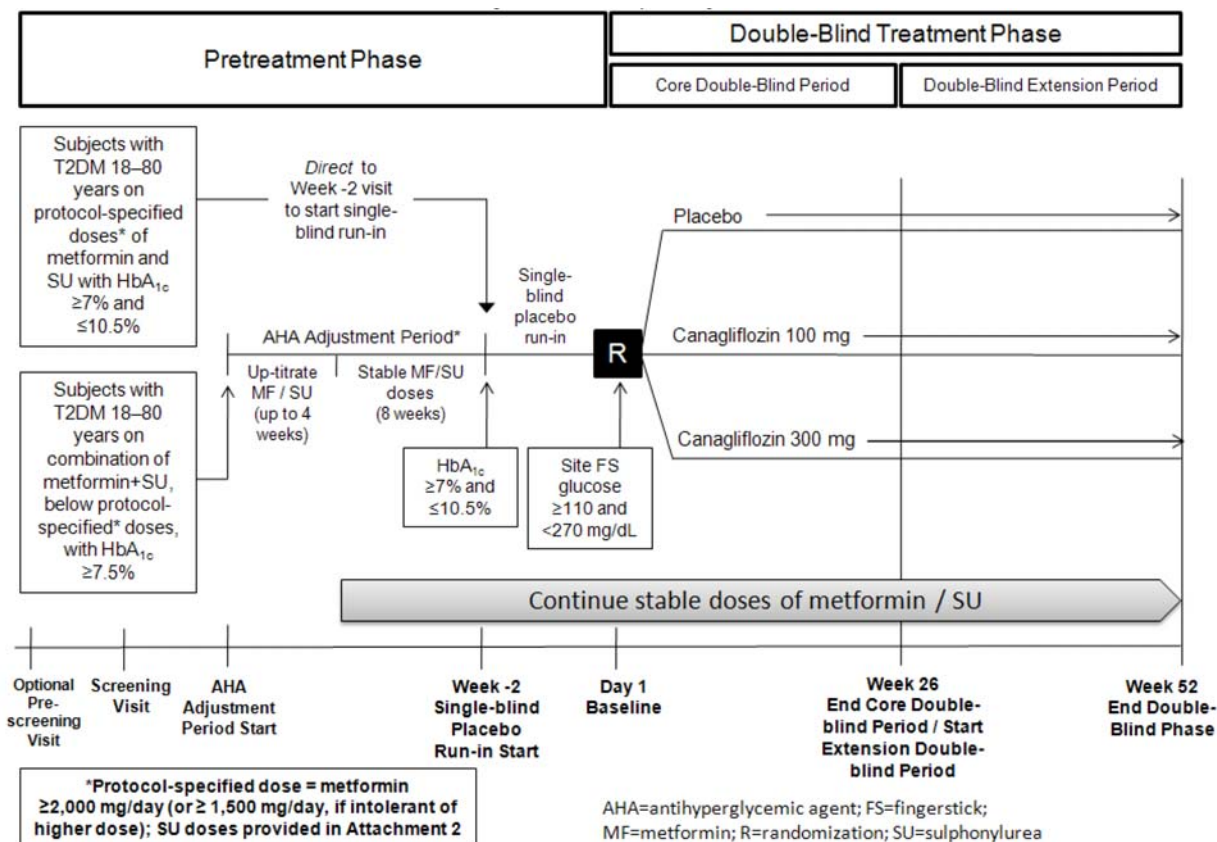 Pretreatment Phase
Double-Blind Treatment Phase
Core Double-Blind Period
Double-Blind Extension Period
Subjects with
T2DM 18–80
years on
protocol-specified
doses* of
metformin and
SU with HbA1c
≥7% and
≤10.5%
Direct to
Week -2 visit
to start single-
blind run-in
Subjects with
T2DM 18–80
years on
combination of
metformin+SU,
below protocol-
specified* doses,
with HbA1c
≥7.5%
AHA Adjustment Period*
Up-titrate
MF / SU
(up to 4
weeks)
Stable MF/SU
doses
(8 weeks)
Single-
blind
placebo
run-in
R
HbA1c
≥7% and
≤10.5%
Site FS
glucose
≥110 and
<270 mg/dL
Placebo
Canagliflozin 100 mg
Canagliflozin 300 mg
Continue stable doses of metformin / SU
Optional
Pre-
screening
Visit
Screening
Visit
AHA
Adjustment
Period Start
Week -2
Single-blind
Placebo
Run-in Start
Day 1
Baseline
Week 26
End Core Double-
blind Period / Start
Extension Double-
blind Period
Week 52
End Double-
Blind Phase
*Protocol-specified dose = metformin
≥2,000 mg/day (or ≥ 1,500 mg/day, if intolerant of
higher dose); SU doses provided in Attachment 2
AHA=antihyperglycemic agent; FS=fingerstick;
MF=metformin; R=randomization; SU=sulphonylurea